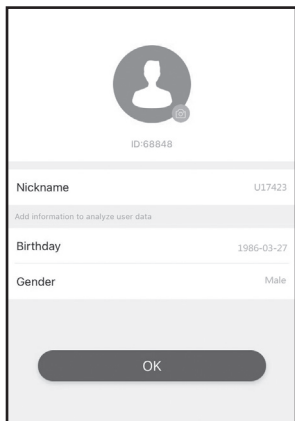 ID:68848
Nickname U17423
Add information to analyze user data
Birthday 1986-03-27
Gender Male
OK